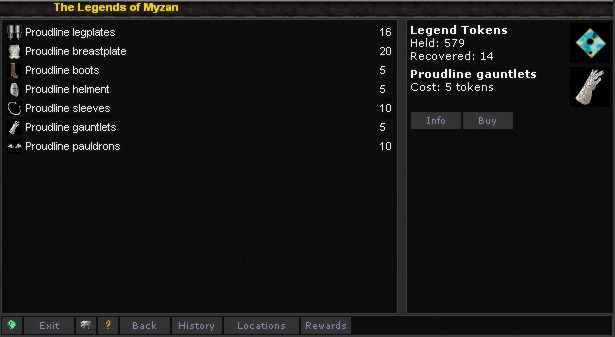 The Legends of Myzan
Proudline legplates 16
Proudline breastplate 20
Proudline boots 5
Proudline helment 5
Proudline sleeves 10
Proudline gauntlets 5
Proudline pauldrons 10
Legend Tokens
Held: 579
Recovered: 14
Proudline gauntlets
Cost: 5 tokens
Info Buy
Exit ? Back History Locations Rewards